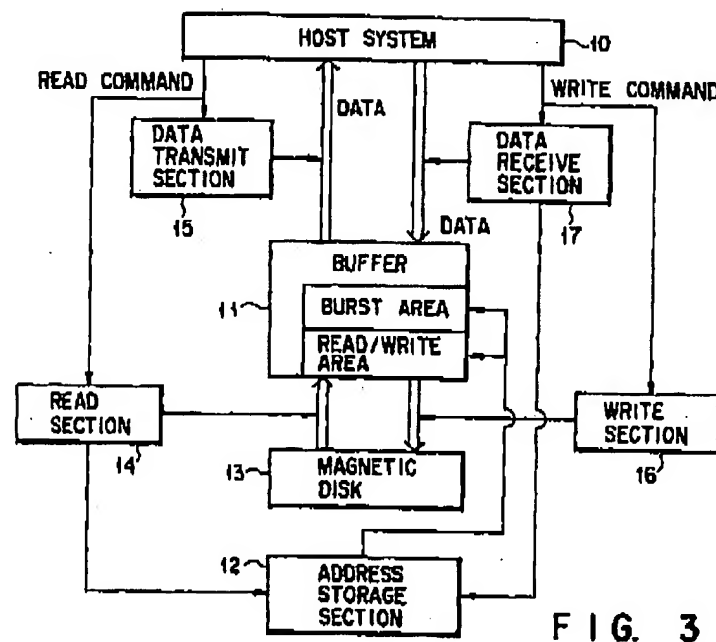 HOST SYSTEM
10
READ COMMAND
WRITE COMMAND
DATA
DATA
TRANSMIT
SECTION
15
DATA
RECEIVE
SECTION
17
DATA
BUFFER
11
BURST AREA
READ/WRITE
AREA
READ
SECTION
14
WRITE
SECTION
16
13
MAGNETIC
DISK
12
ADDRESS
STORAGE
SECTION
FIG. 3